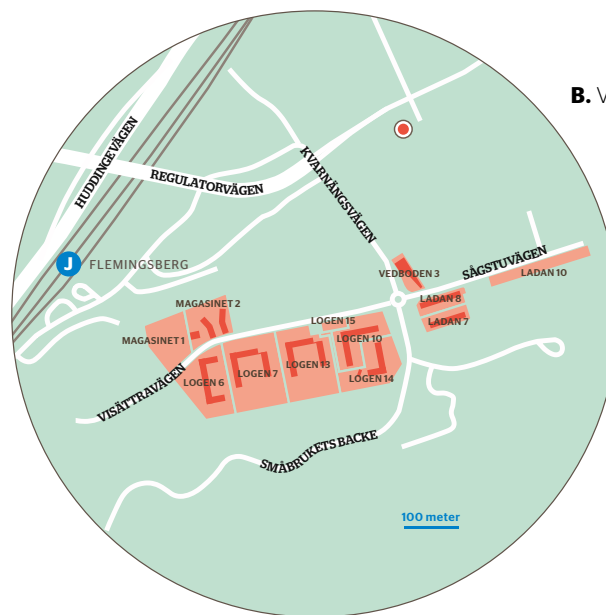 B. V
HUDDINGEVÄGEN
REGULATORVÄGEN
KVARNÄNGSVÄGEN
J FLEMINGSBERG
VEDBODEN 3
SÅGSTUVÄGEN
LADAN 10
MAGASINET 2
LADAN 8
LOGEN 15
LADAN 7
MAGASINET 1
LOGEN 10
LOGEN 13
LOGEN 7
LOGEN 6
LOGEN 14
VISÄTTRAVÄGEN
SMÅBRUKETS BACKE
100 meter